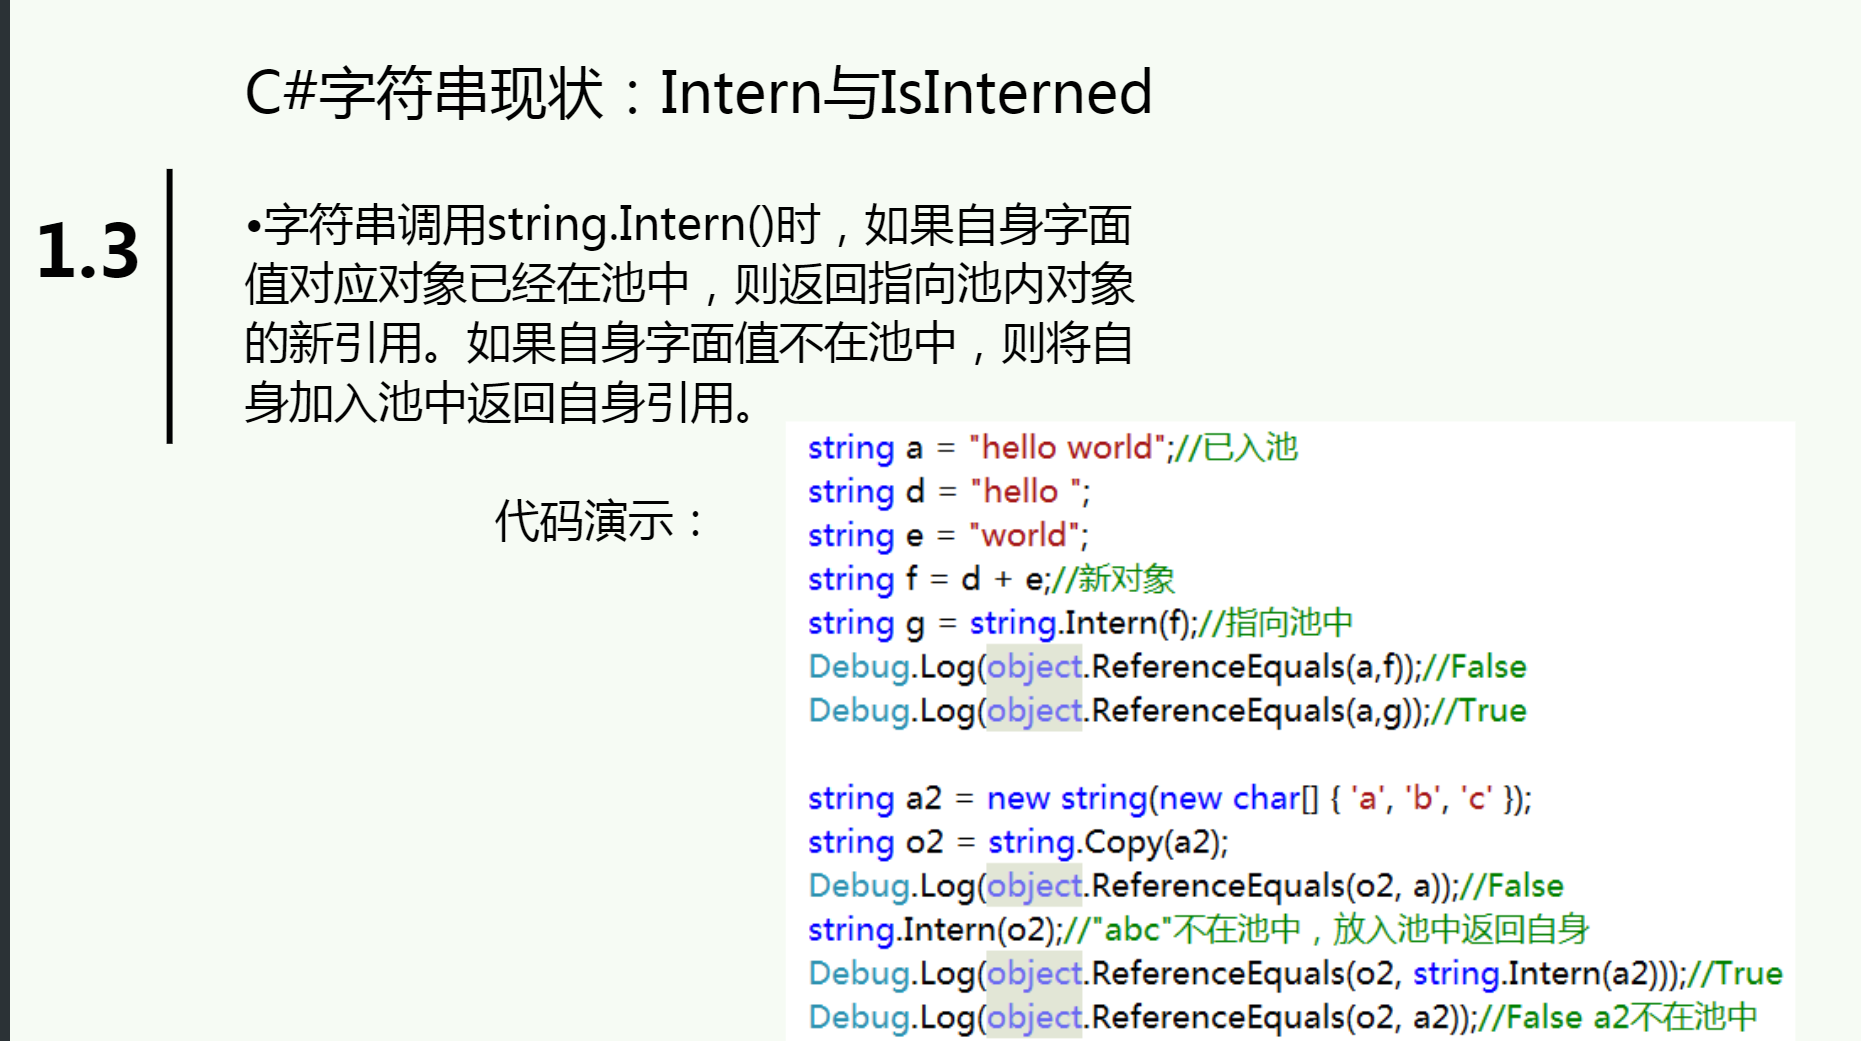 C#字符串现状：Intern与IsInterned
1.3
•字符串调用string.Intern()时，如果自身字面
值对应对象已经在池中，则返回指向池内对象
的新引用。如果自身字面值不在池中，则将自
身加入池中返回自身引用。
代码演示：
string a = "hello world";//已入池
string d = "hello ";
string e = "world";
string f = d + e;//新对象
string g = string.Intern(f);//指向池中
Debug.Log(object.ReferenceEquals(a,f));//False
Debug.Log(object.ReferenceEquals(a,g));//True
string a2 = new string(new char[] { 'a', 'b', 'c' });
string o2 = string.Copy(a2);
Debug.Log(object.ReferenceEquals(o2, a));//False
string.Intern(o2);//"abc"不在池中，放入池中返回自身
Debug.Log(object.ReferenceEquals(o2, string.Intern(a2)));//True
Debug.Log(object.ReferenceEquals(o2, a2));//False a2不在池中